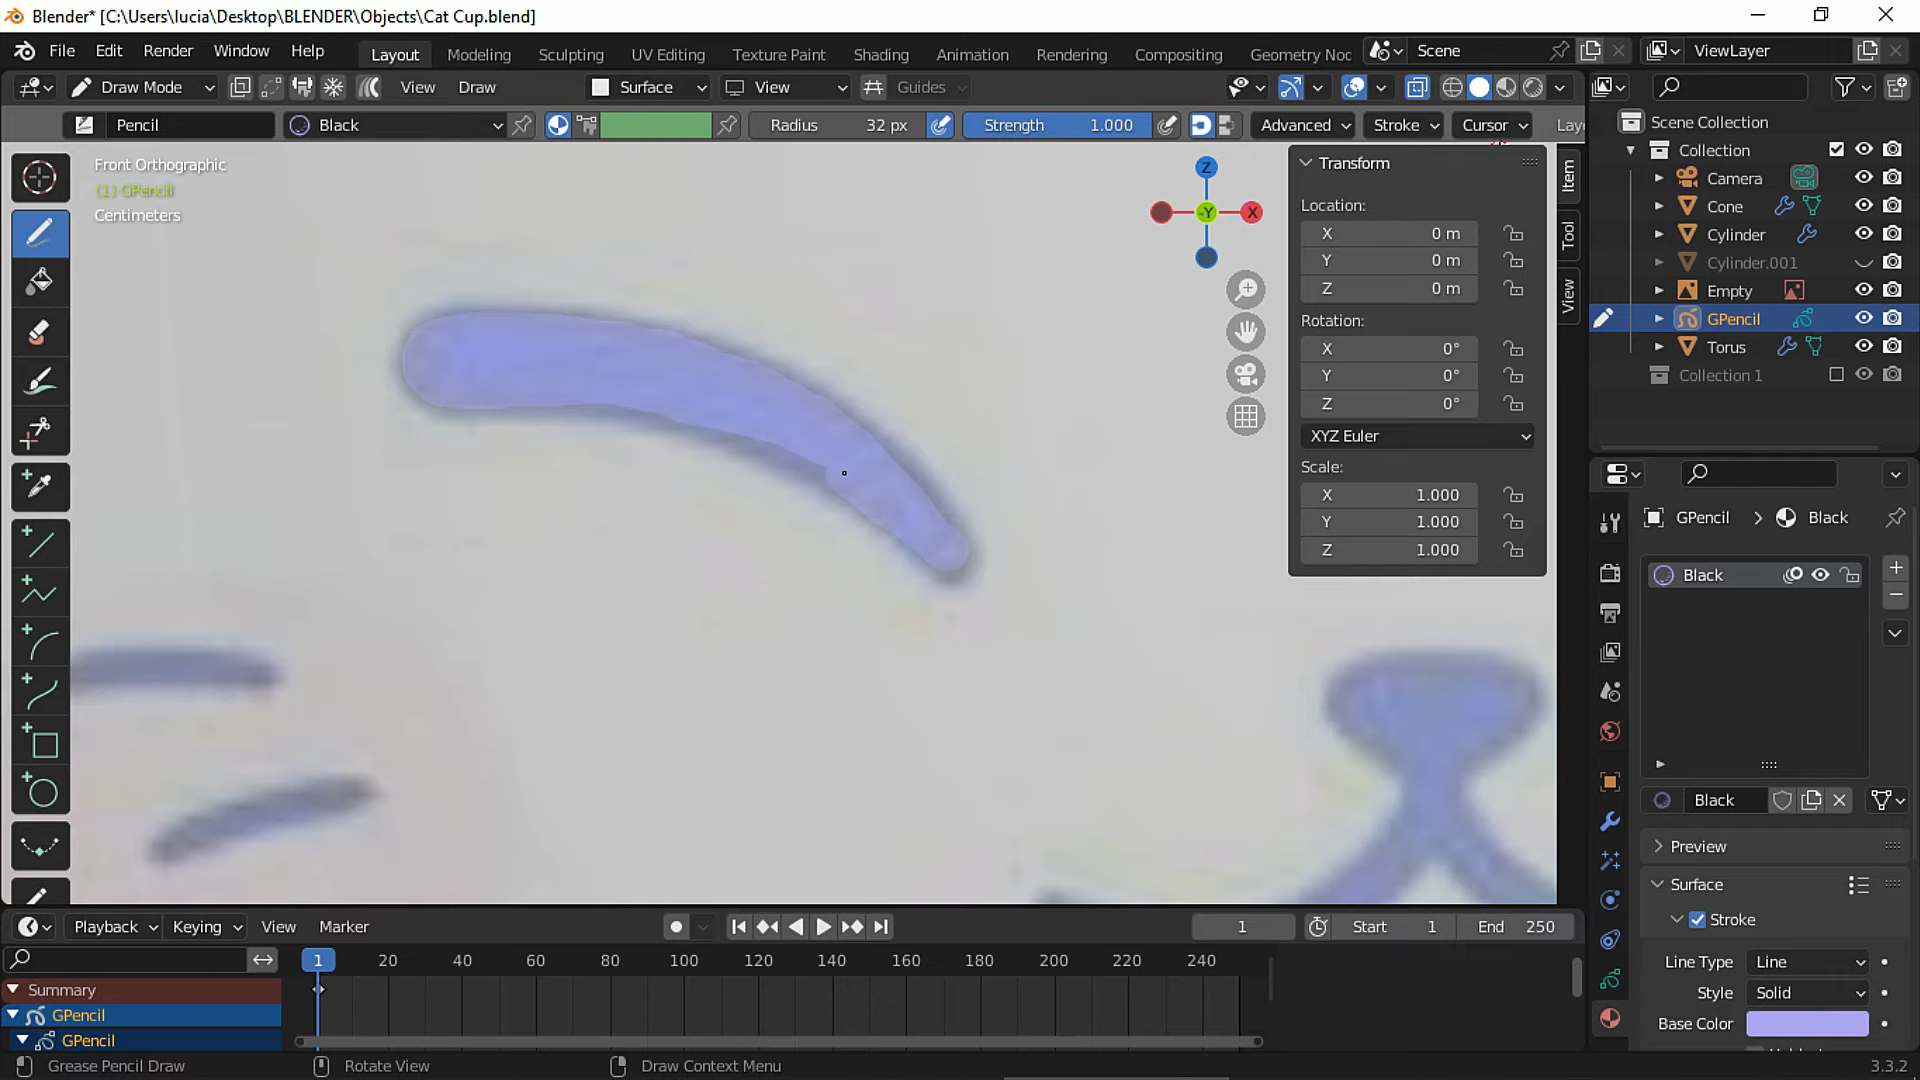 Blender* [C:\Users\lucia\Desktop\BLENDER\Objects\Cat Cup.blend]
File Edit Render Window Help Layout Modeling Sculpting UV Editing Texture Paint Shading Animation Rendering Compositing Geometry Noc Scene ViewLayer
Draw Mode View Draw Surface View Guides
Pencil Black Radius 32 px Strength 1.000 Advanced Stroke Cursor Lay
Front Orthographic
(1) GPencil
Centimeters
Z
-Y
X
Transform
Location:
X 0 m
Y 0 m
Z 0 m
Rotation:
X 0°
Y 0°
Z 0°
XYZ Euler
Scale:
X 1.000
Y 1.000
Z 1.000
Item
Tool
View
Scene Collection
Collection
Camera
Cone
Cylinder
Cylinder.001
Empty
GPencil
Torus
Collection 1
GPencil > Black
Black
Black
Preview
Surface
Stroke
Line Type Line
Style Solid
Base Color
Playback Keying View Marker 1 Start 1 End 250
1 20 40 60 80 100 120 140 160 180 200 220 240
Summary
GPencil
GPencil
Grease Pencil Draw Rotate View Draw Context Menu 3.3.2